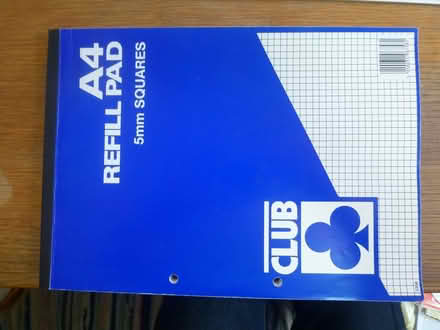 A4
REFILL PAD
5mm SQUARES
CLUB